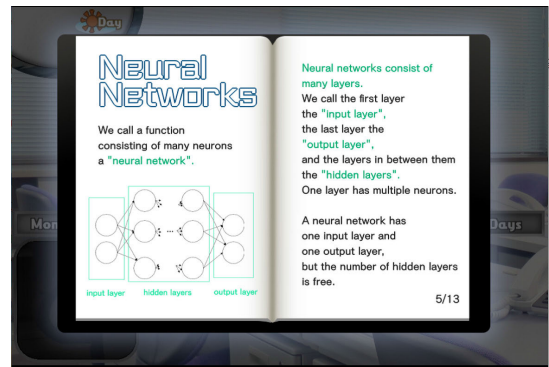 Day
Neural
Networks
We call a function
consisting of many neurons
a "neural network".
input layer
hidden layers
output layer
Neural networks consist of
many layers.
We call the first layer
the "input layer",
the last layer the
"output layer",
and the layers in between them
the "hidden layers".
One layer has multiple neurons.
A neural network has
one input layer and
one output layer,
but the number of hidden layers
is free.
5/13
Mon
Days